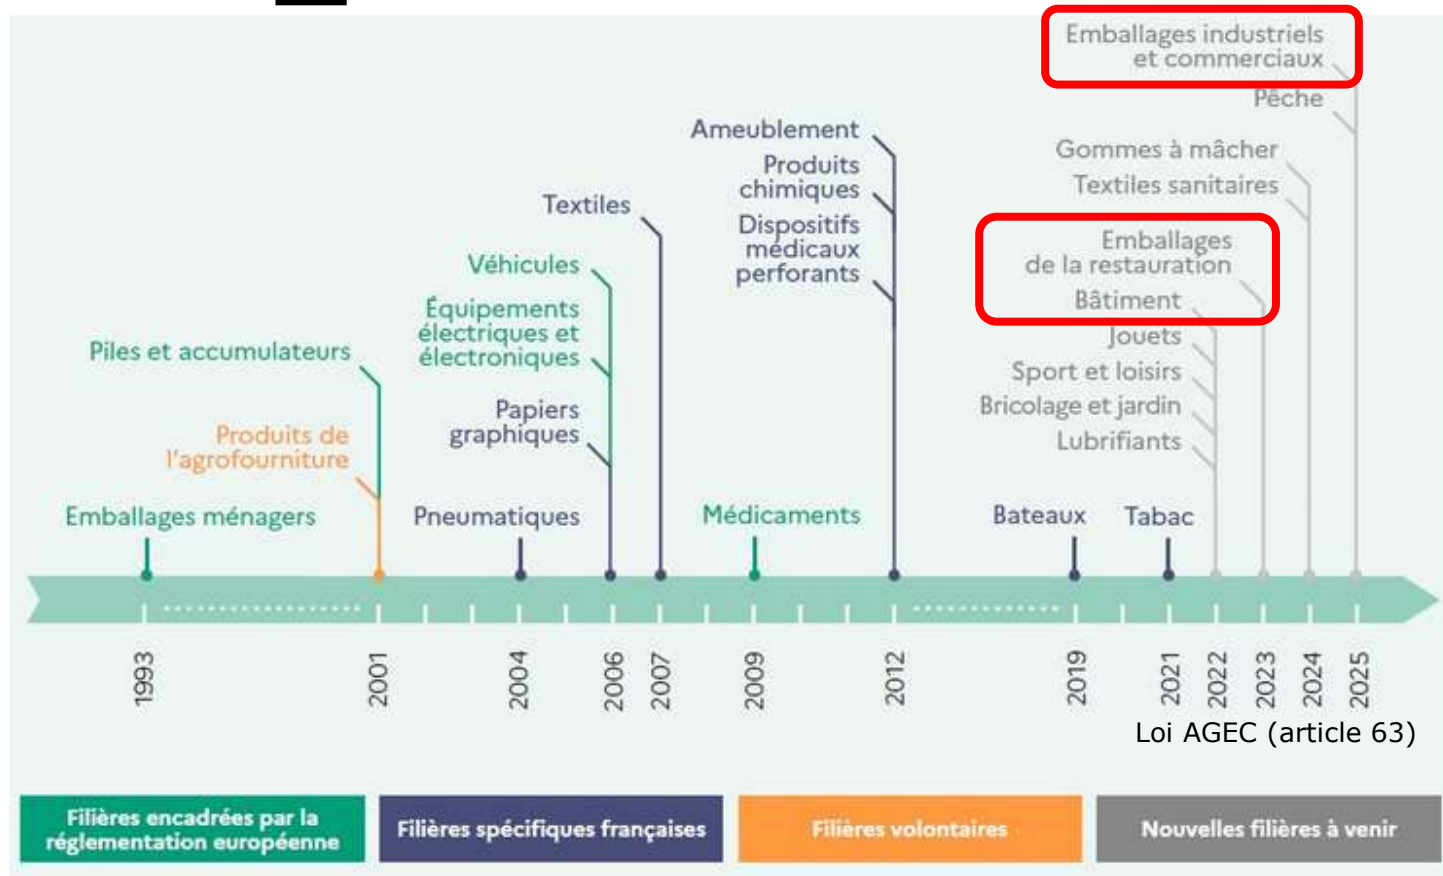 Emballages industriels
et commerciaux
Pêche
Ameublement
Gommes à mâcher
Produits
chimiques
Textiles sanitaires
Textiles
Dispositifs
médicaux
perforants
Emballages
de la restauration
Véhicules
Bâtiment
Équipements
électriques et
électroniques
Jouets
Piles et accumulateurs
Sport et loisirs
Papiers
graphiques
Bricolage et jardin
Produits de
l'agrofourniture
Lubrifiants
Emballages ménagers
Pneumatiques
Médicaments
Bateaux
Tabac
1993
2001
2004
2006
2007
2009
2012
2019
2021
2022
2023
2024
2025
Loi AGEC (article 63)
Filières encadrées par la
réglementation européenne
Filières spécifiques françaises
Filières volontaires
Nouvelles filières à venir